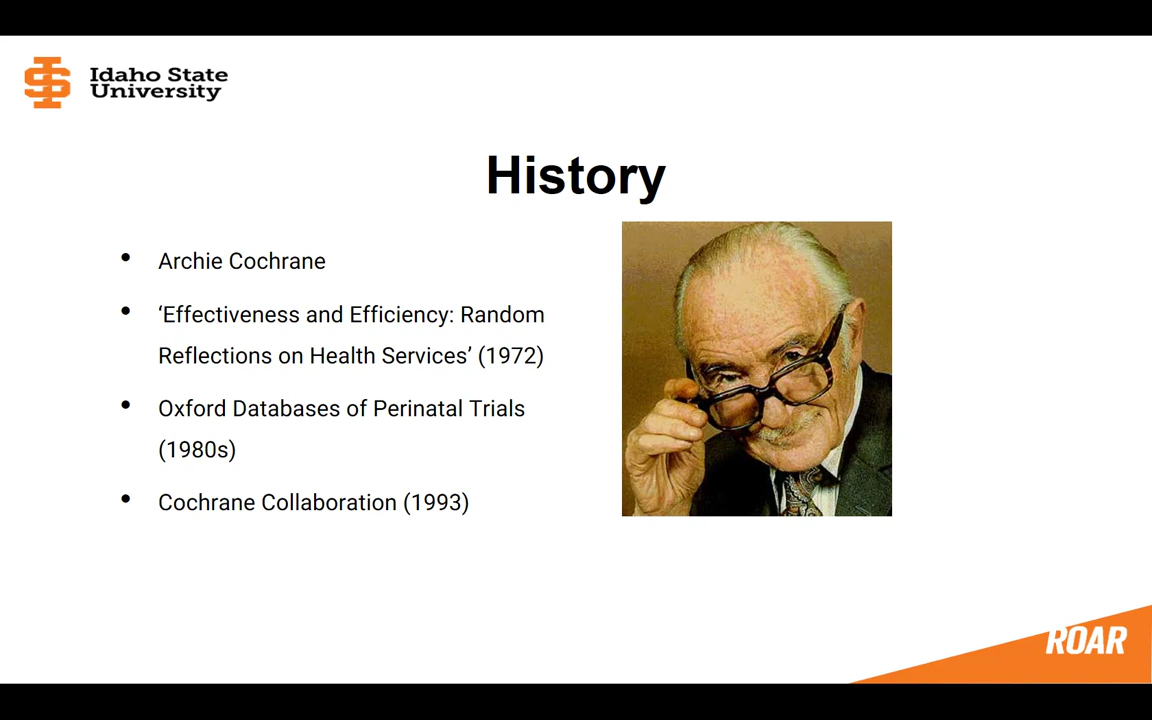 Idaho State
University
History
• Archie Cochrane
• ‘Effectiveness and Efficiency: Random
Reflections on Health Services’ (1972)
• Oxford Databases of Perinatal Trials
(1980s)
• Cochrane Collaboration (1993)
ROAR